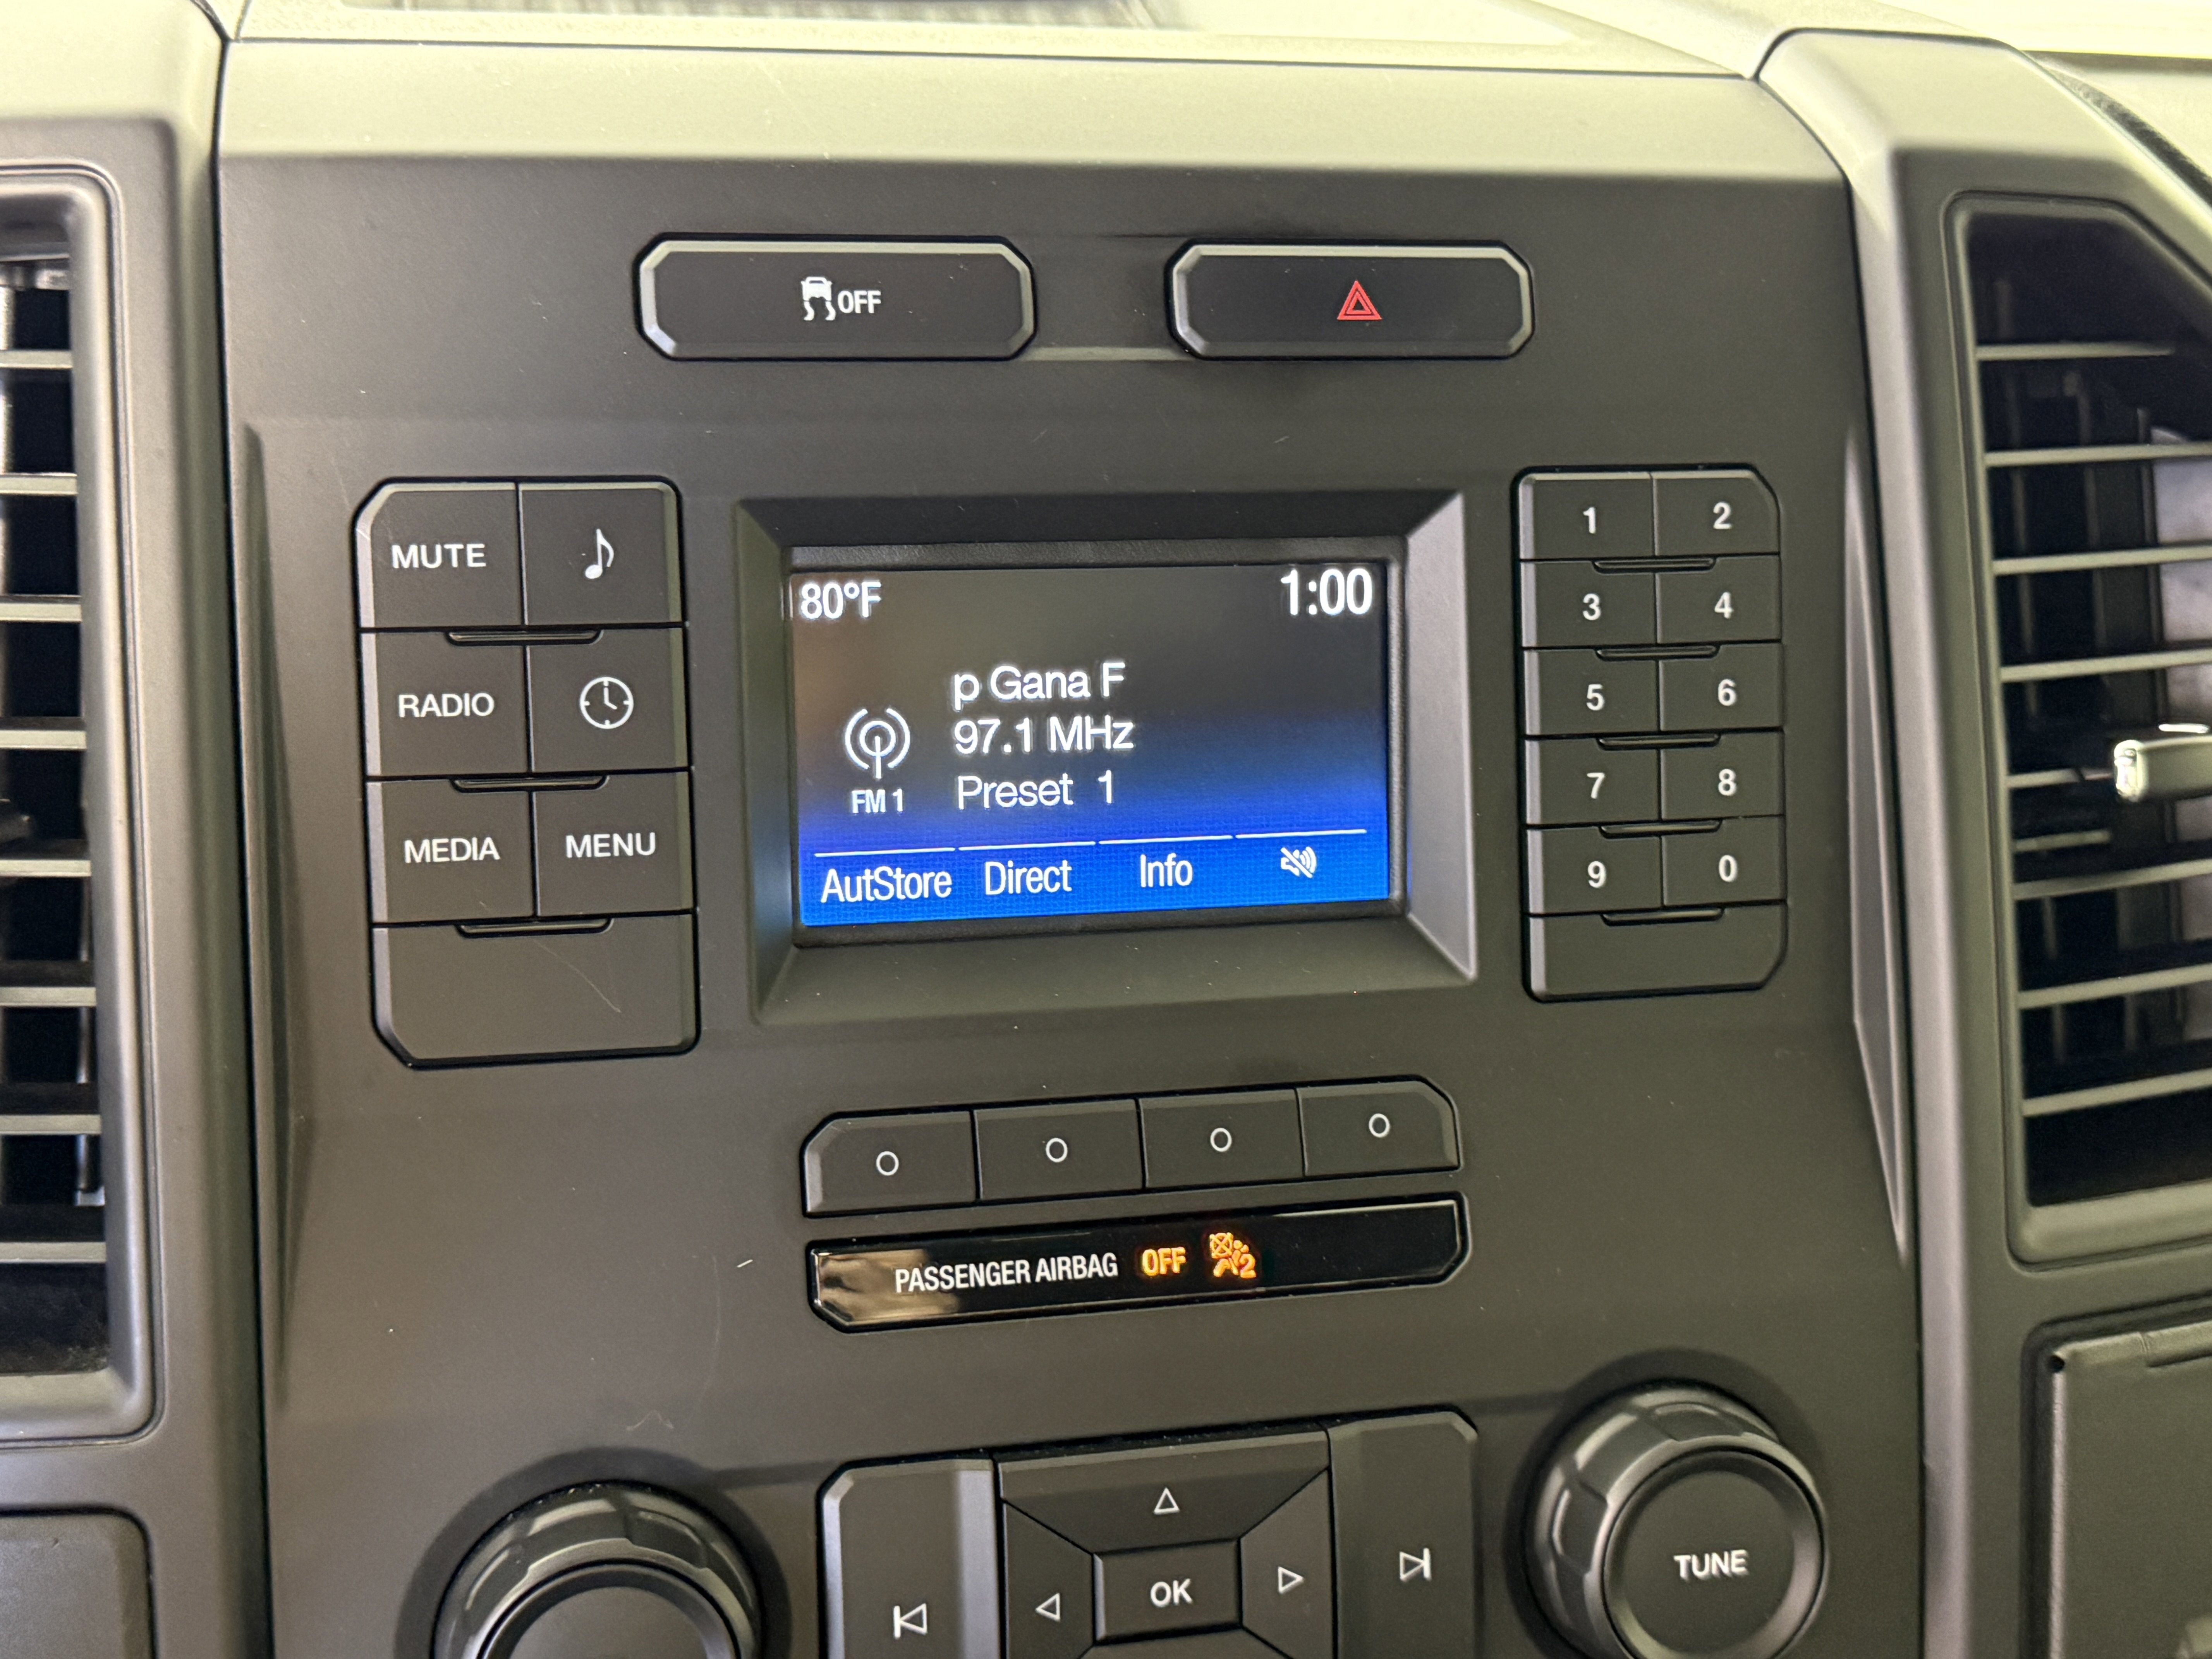 OFF
MUTE
RADIO
MEDIA MENU
80°F 1:00
p Gana F
97.1 MHz
FM 1 Preset 1
AutStore Direct Info
1 2
3 4
5 6
7 8
9 0
PASSENGER AIRBAG OFF 2
OK
TUNE